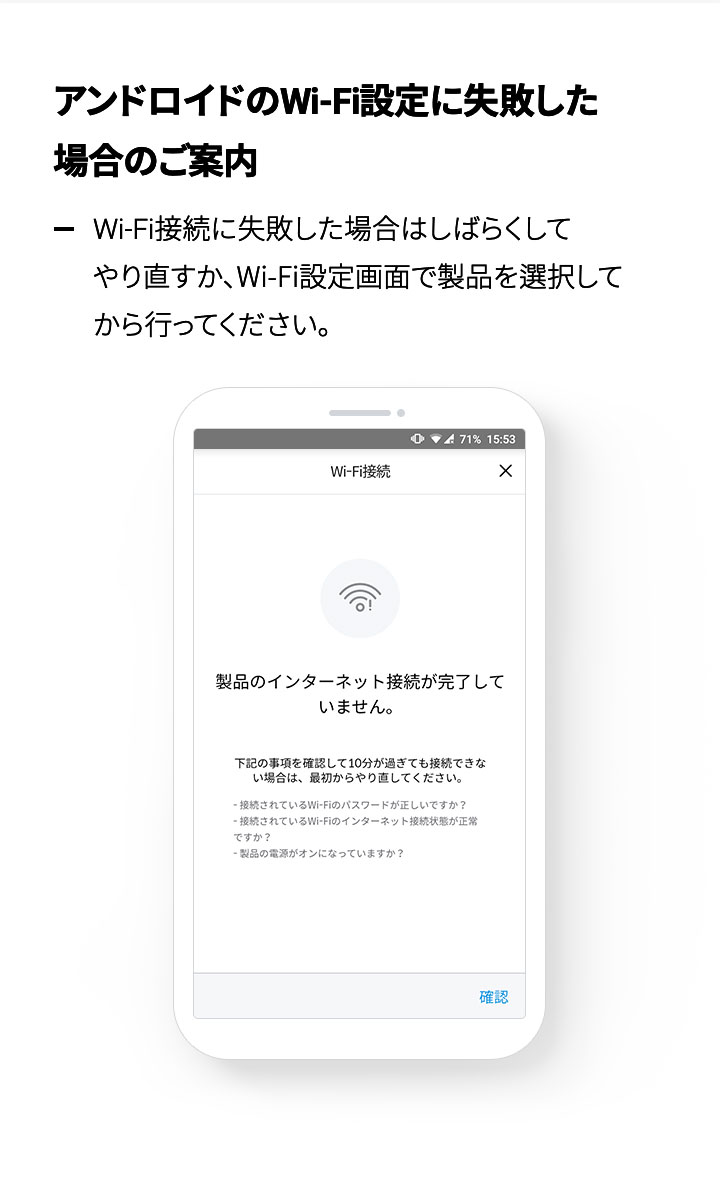 アンドロイドのWi-Fi設定に失敗した
場合のご案内
– Wi-Fi接続に失敗した場合はしばらくして
やり直すか、Wi-Fi設定画面で製品を選択して
から行ってください。
71% 15:53
Wi-Fi接続
製品のインターネット接続が完了して
いません。
下記の事項を確認して10分が過ぎても接続できな
い場合は、最初からやり直してください。
- 接続されているWi-Fiのパスワードが正しいですか？
- 接続されているWi-Fiのインターネット接続状態が正常
ですか？
- 製品の電源がオンになっていますか？
確認